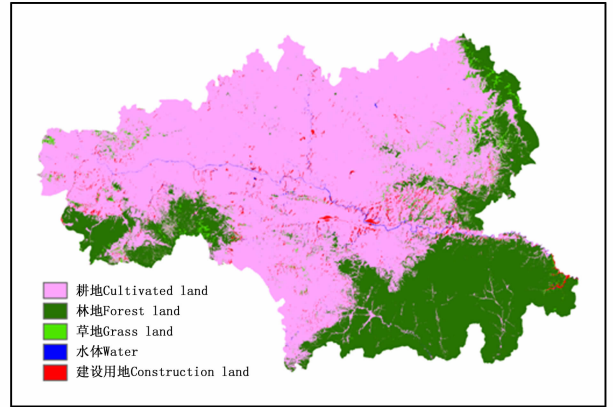 耕地Cultivated land
林地Forest land
草地Grass land
水体Water
建设用地Construction land